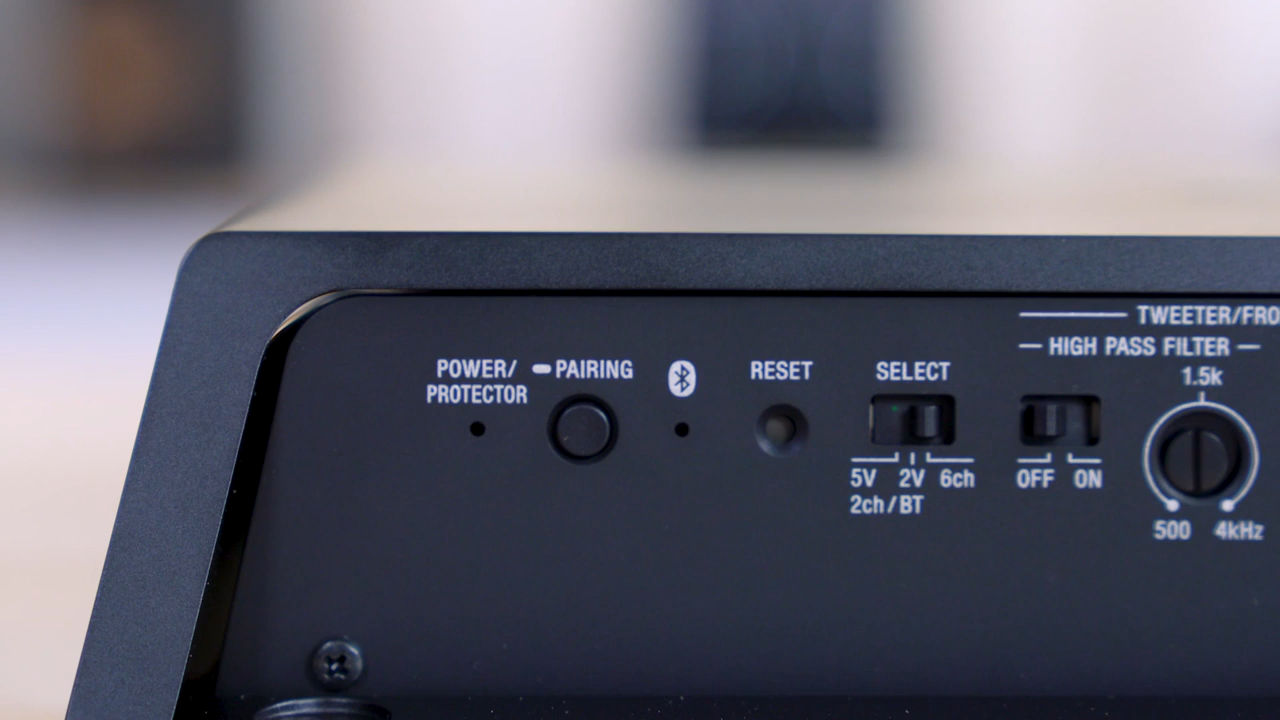 TWEETER/FRO
HIGH PASS FILTER
POWER/
PROTECTOR
PAIRING
RESET
SELECT
1.5k
5V 2V 6ch
2ch/BT
OFF ON
500 4kHz